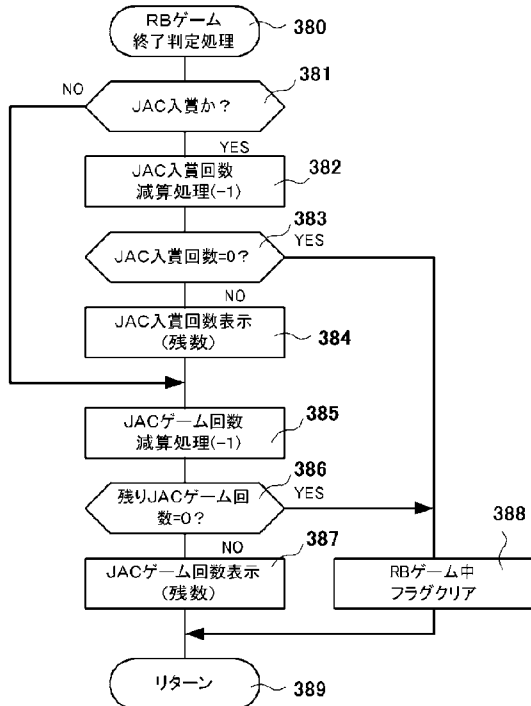 RBゲーム
終了判定処理
380
381
NO
JAC入賞か？
YES
JAC入賞回数
減算処理(-1)
382
383
JAC入賞回数=0？
YES
NO
JAC入賞回数表示
(残数)
384
JACゲーム回数
減算処理(-1)
385
386
残りJACゲーム回
数=0？
YES
388
387
NO
JACゲーム回数表示
(残数)
RBゲーム中
フラグクリア
リターン
389